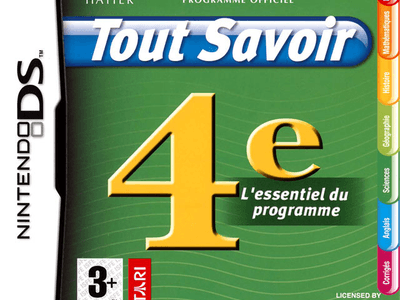 HATIER
PROGRAMME OFFICIEL
Tout Savoir
4e
L'essentiel du
programme
NINTENDO DS
3+
ATARI
LICENSED BY
Mathématiques
Histoire
Géographie
Sciences
Anglais
Corrigés